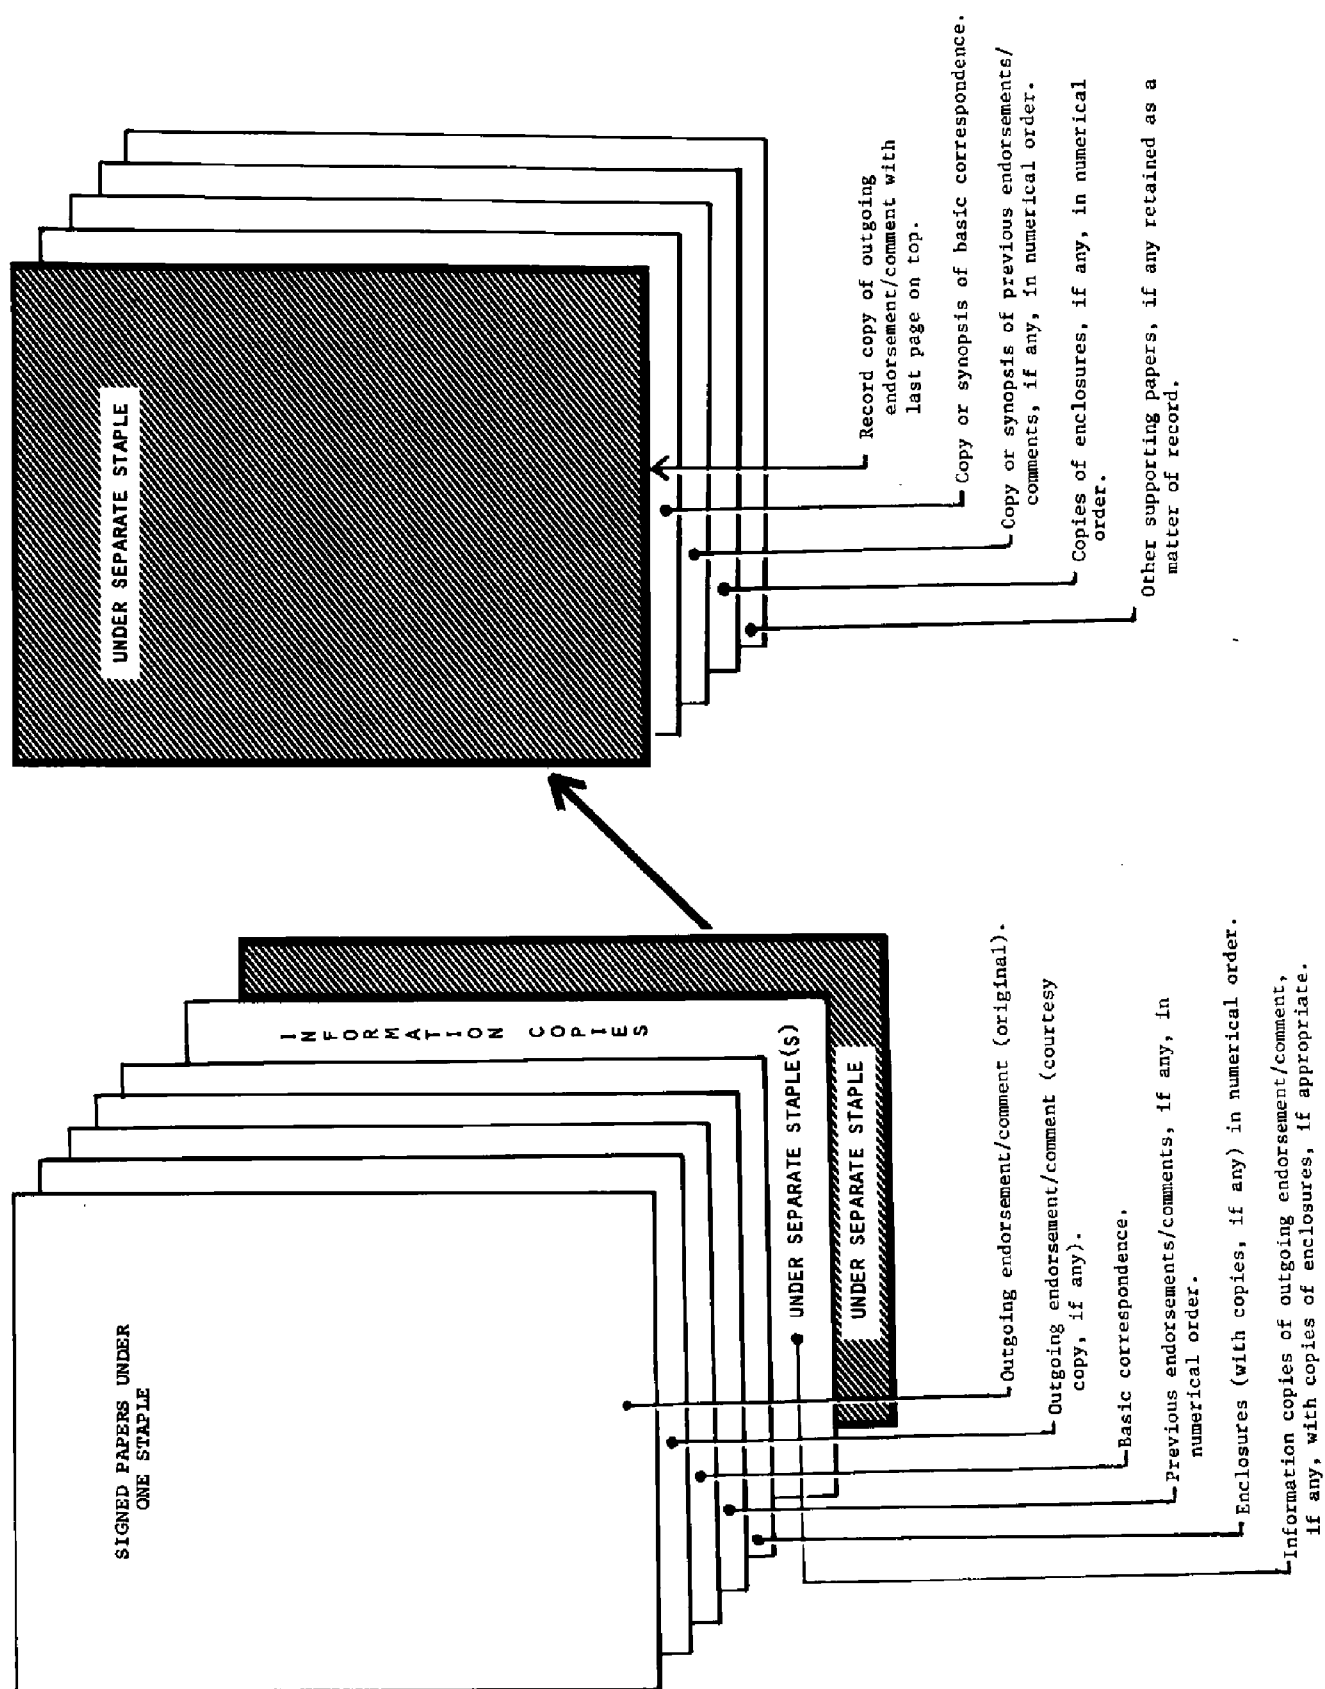 SIGNED PAPERS UNDER
ONE STAPLE
INFORMATION COPIES
UNDER SEPARATE STAPLE(S)
UNDER SEPARATE STAPLE
Outgoing endorsement/comment (original).
Outgoing endorsement/comment (courtesy
copy, if any).
Basic correspondence.
Previous endorsements/comments, if any, in
numerical order.
Enclosures (with copies, if any) in numerical order.
Information copies of outgoing endorsement/comment,
if any, with copies of enclosures, if appropriate.
UNDER SEPARATE STAPLE
Record copy of outgoing
endorsement/comment with
last page on top.
Copy or synopsis of basic correspondence.
Copy or synopsis of previous endorsements/
comments, if any, in numerical order.
Copies of enclosures, if any, in numerical
order.
Other supporting papers, if any retained as a
matter of record.